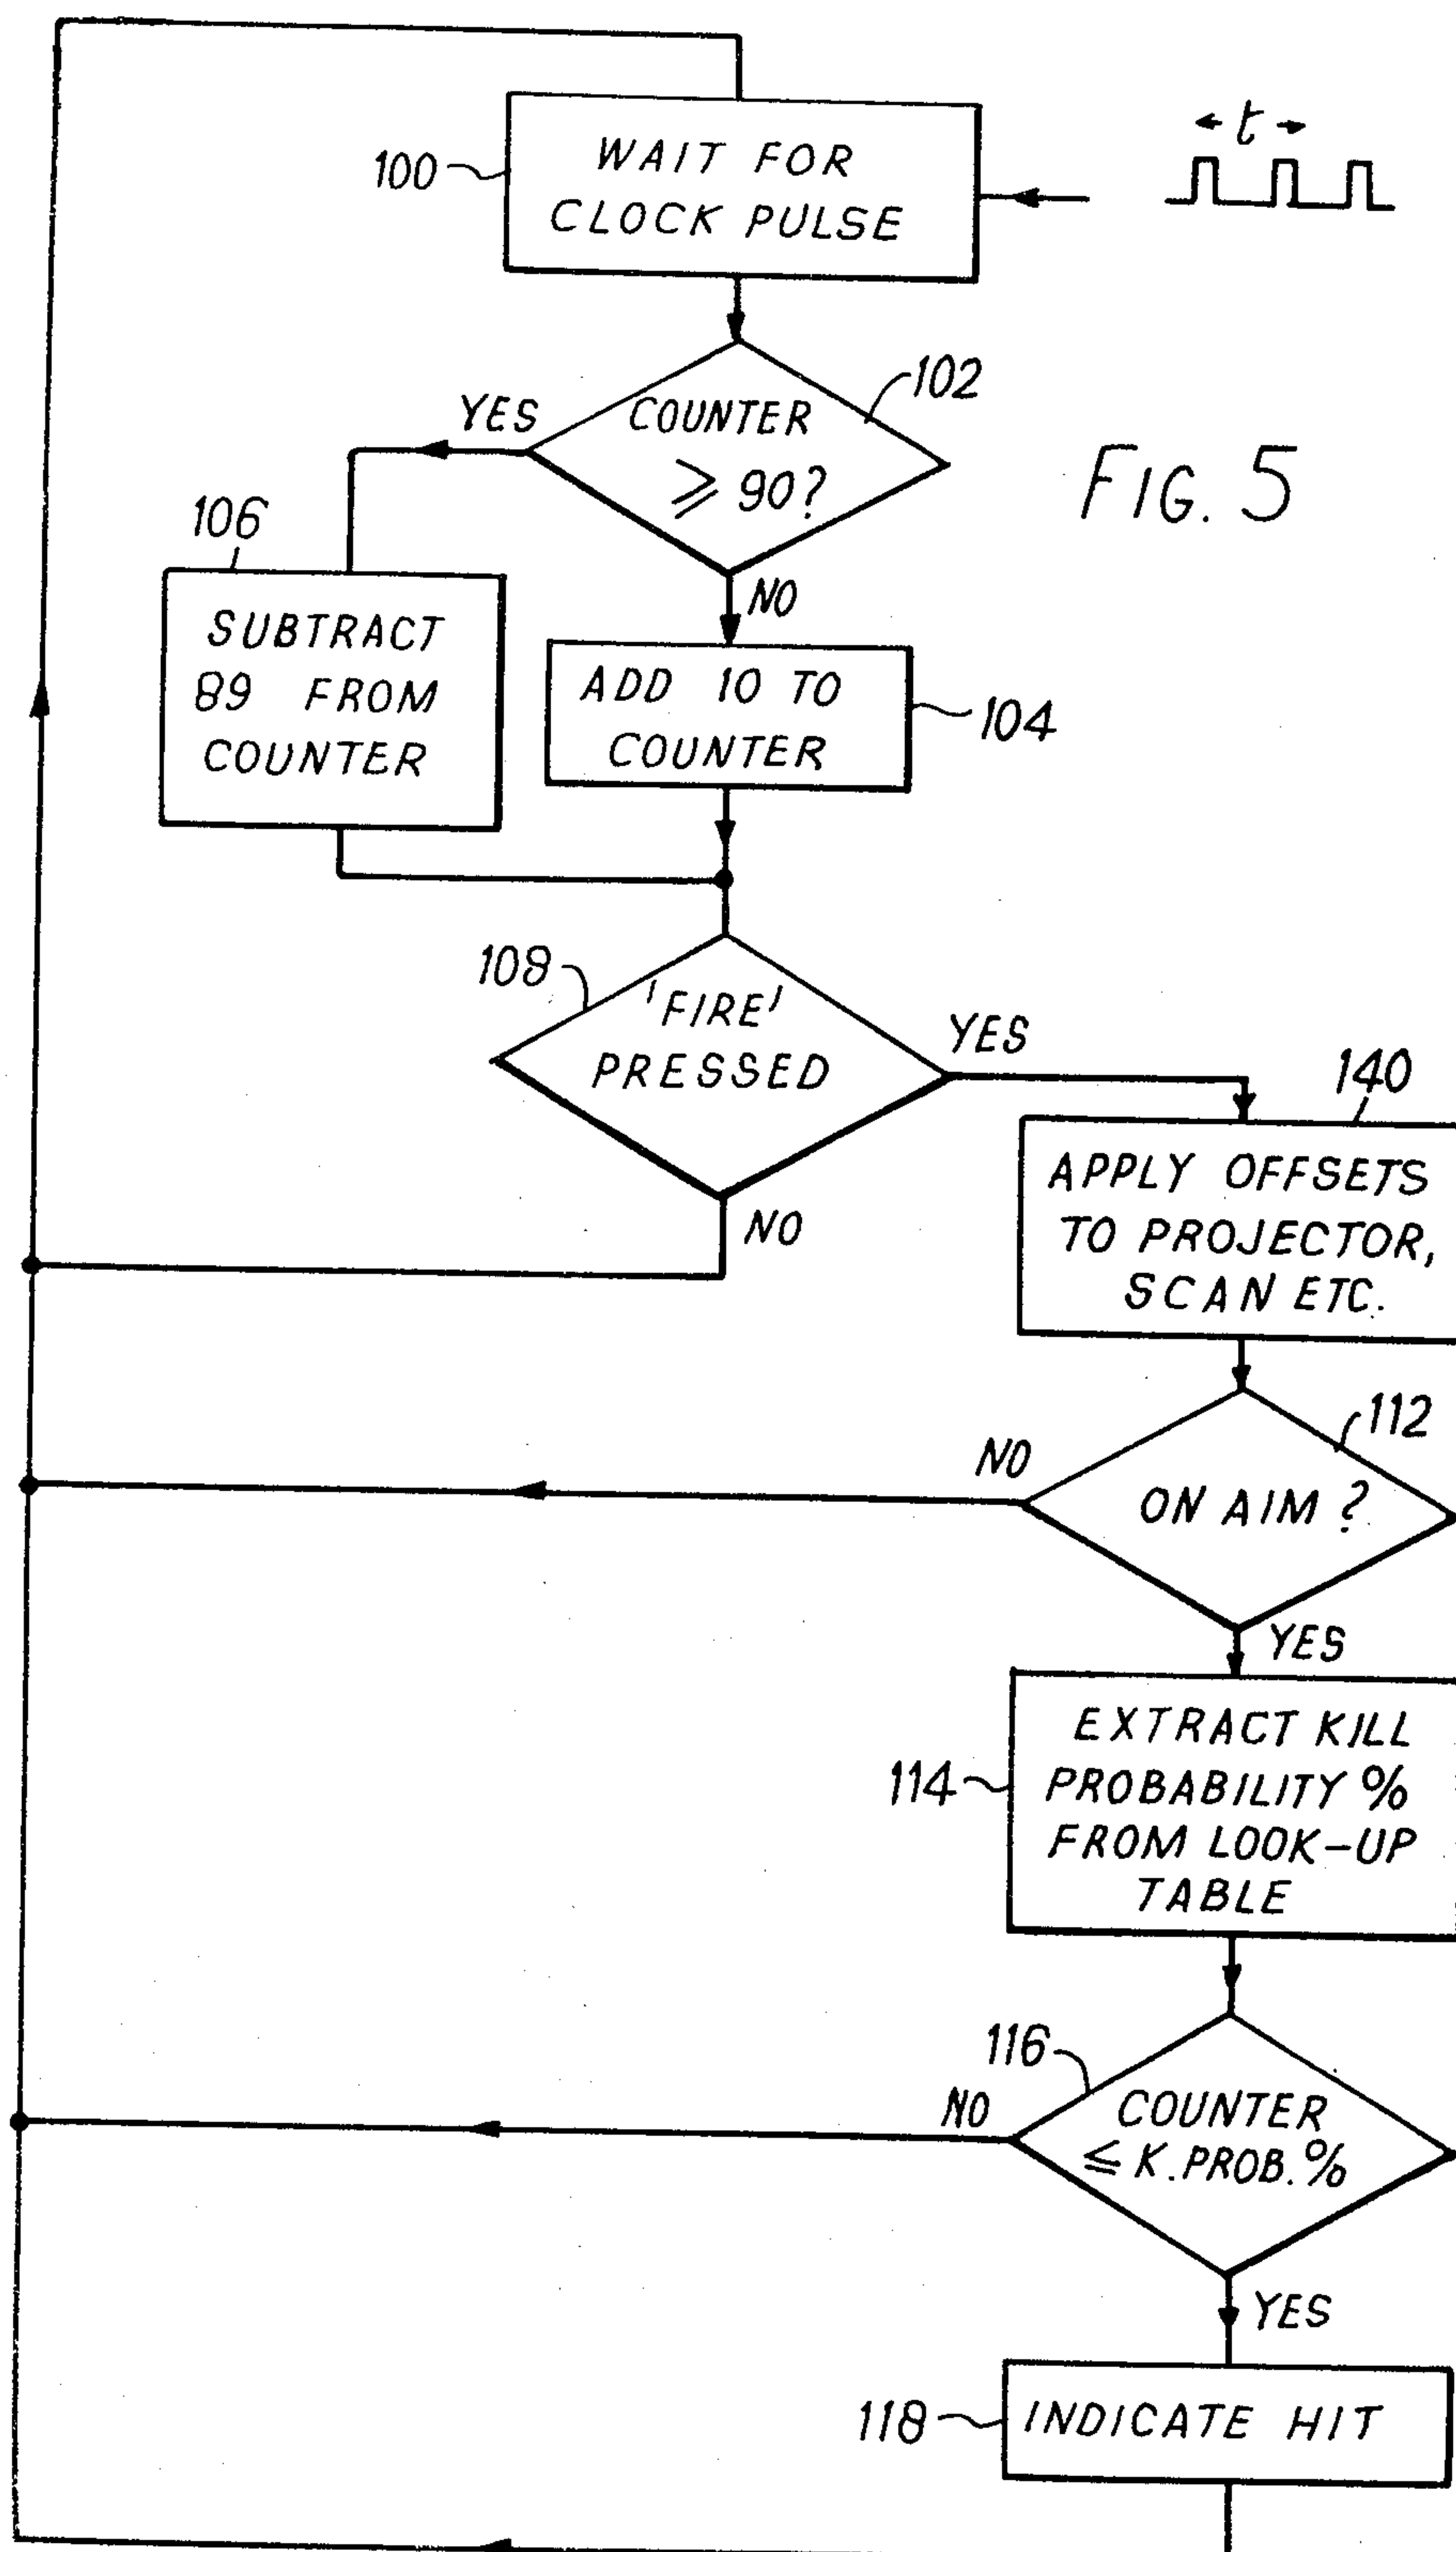 WAIT FOR
CLOCK PULSE
100
← t →
COUNTER
⩾ 90?
102
YES
NO
FIG. 5
106
SUBTRACT
89 FROM
COUNTER
ADD 10 TO
COUNTER
104
108
'FIRE'
PRESSED
YES
NO
140
APPLY OFFSETS
TO PROJECTOR,
SCAN ETC.
112
NO
ON AIM ?
YES
114
EXTRACT KILL
PROBABILITY %
FROM LOOK-UP
TABLE
116
NO
COUNTER
⩽ K.PROB.%
YES
118
INDICATE HIT